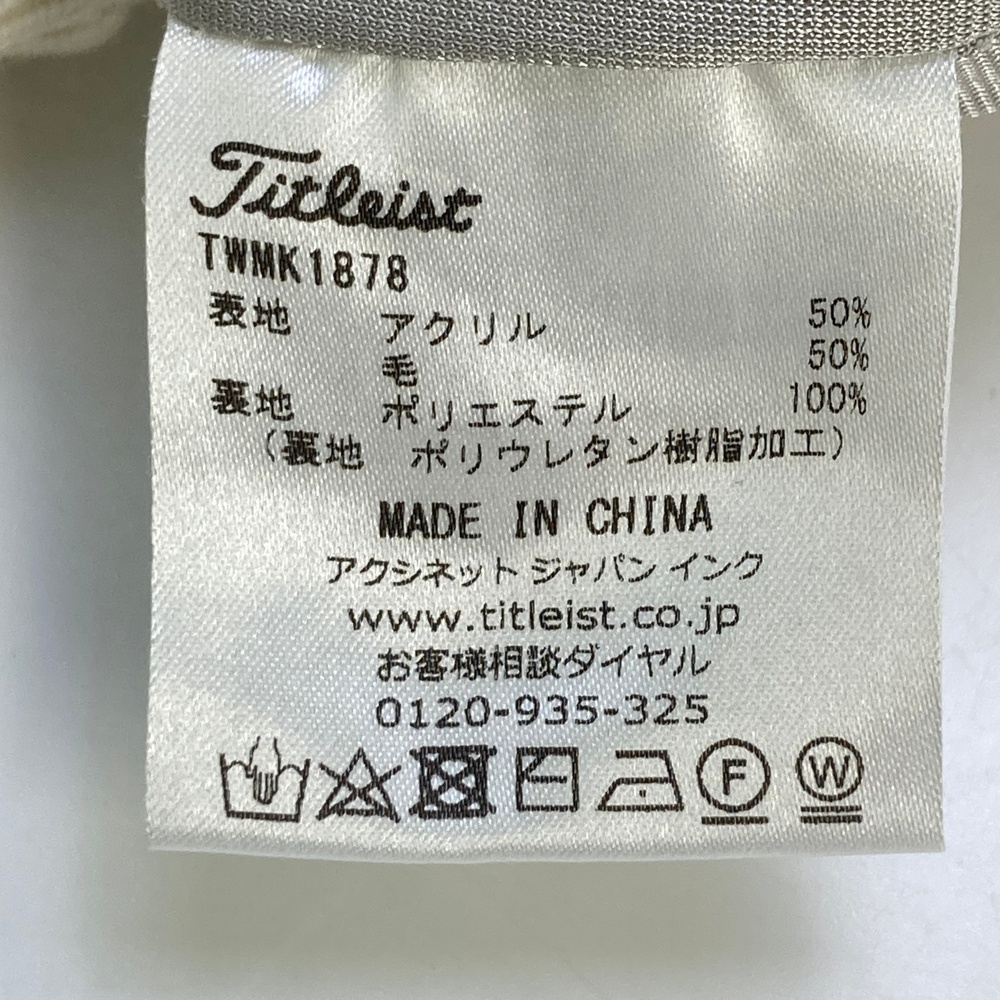 Titleist
TWMK1878
表地 アクリル 50%
毛 50%
裏地 ポリエステル 100%
(裏地 ポリウレタン樹脂加工)
MADE IN CHINA
アクシネット ジャパン インク
www.titleist.co.jp
お客様相談ダイヤル
0120-935-325
F W